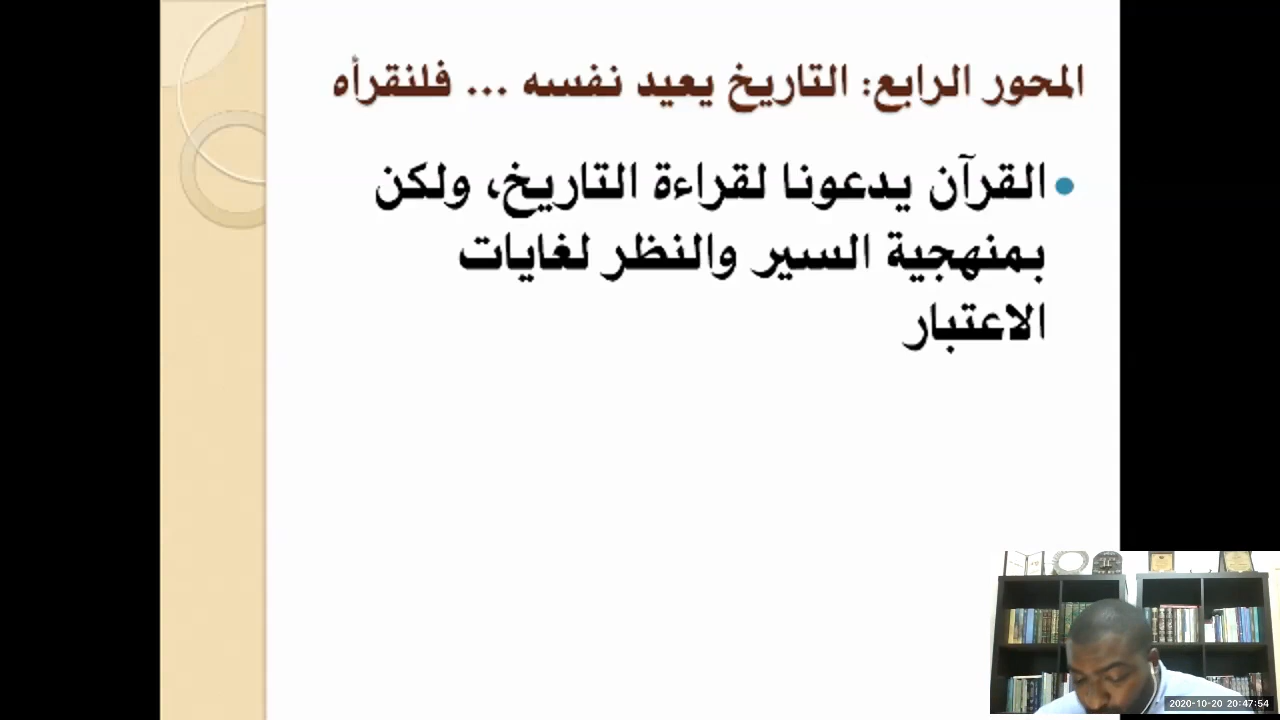 المحور الرابع: التاريخ يعيد نفسه ... فلنقرأه
• القرآن يدعونا لقراءة التاريخ، ولكن
بمنهجية السير والنظر لغايات
الاعتبار
2020-10-20 20:47:54